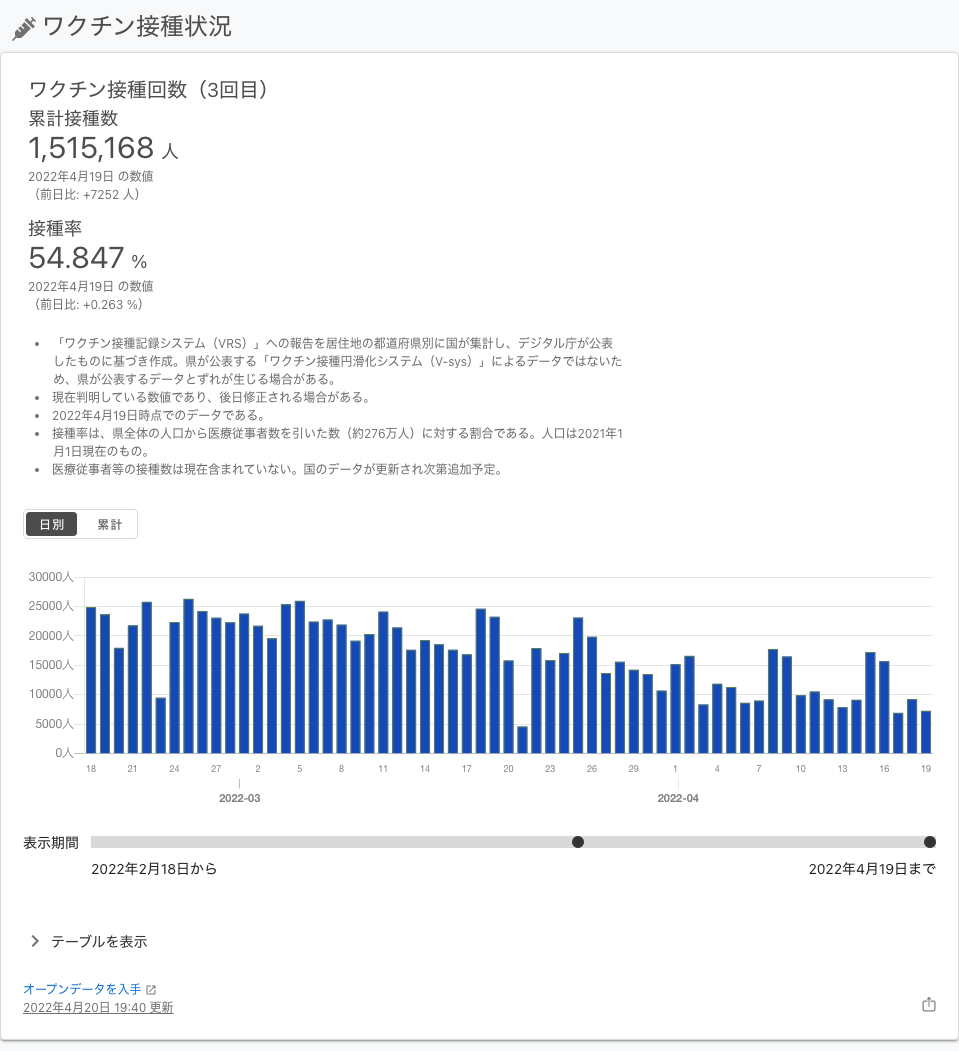 ワクチン接種状況
ワクチン接種回数（3回目）
累計接種数
1,515,168 人
2022年4月19日 の数値
（前日比: +7252 人）
接種率
54.847 %
2022年4月19日 の数値
（前日比: +0.263 %）
• 「ワクチン接種記録システム（VRS）」への報告を居住地の都道府県別に国が集計し、デジタル庁が公表
したものに基づき作成。県が公表する「ワクチン接種円滑化システム（V-sys）」によるデータではないた
め、県が公表するデータとずれが生じる場合がある。
• 現在判明している数値であり、後日修正される場合がある。
• 2022年4月19日時点でのデータである。
• 接種率は、県全体の人口から医療従事者数を引いた数（約276万人）に対する割合である。人口は2021年1
月1日現在のもの。
• 医療従事者等の接種数は現在含まれていない。国のデータが更新され次第追加予定。
日別 累計
30000人
25000人
20000人
15000人
10000人
5000人
0人
18 21 24 27 2 5 8 11 14 17 20 23 26 29 1 4 7 10 13 16 19
2022-03 2022-04
表示期間
2022年2月18日から 2022年4月19日まで
テーブルを表示
オープンデータを入手
2022年4月20日 19:40 更新